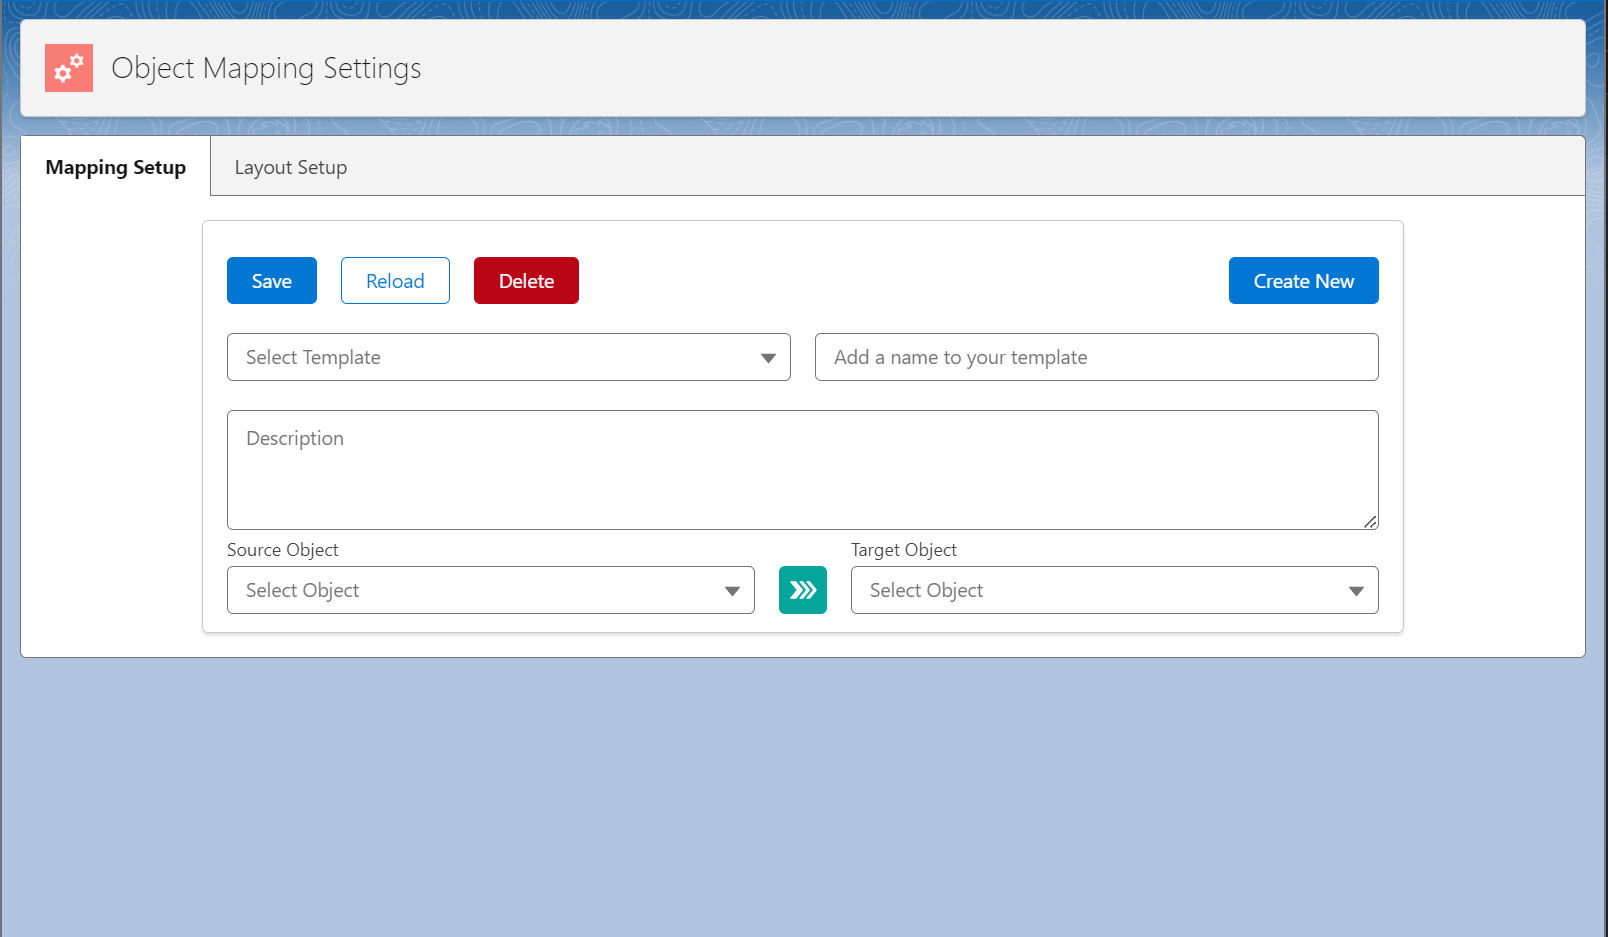 Object Mapping Settings
Mapping Setup
Layout Setup
Save
Reload
Delete
Create New
Select Template
Add a name to your template
Description
Source Object
Target Object
Select Object
Select Object